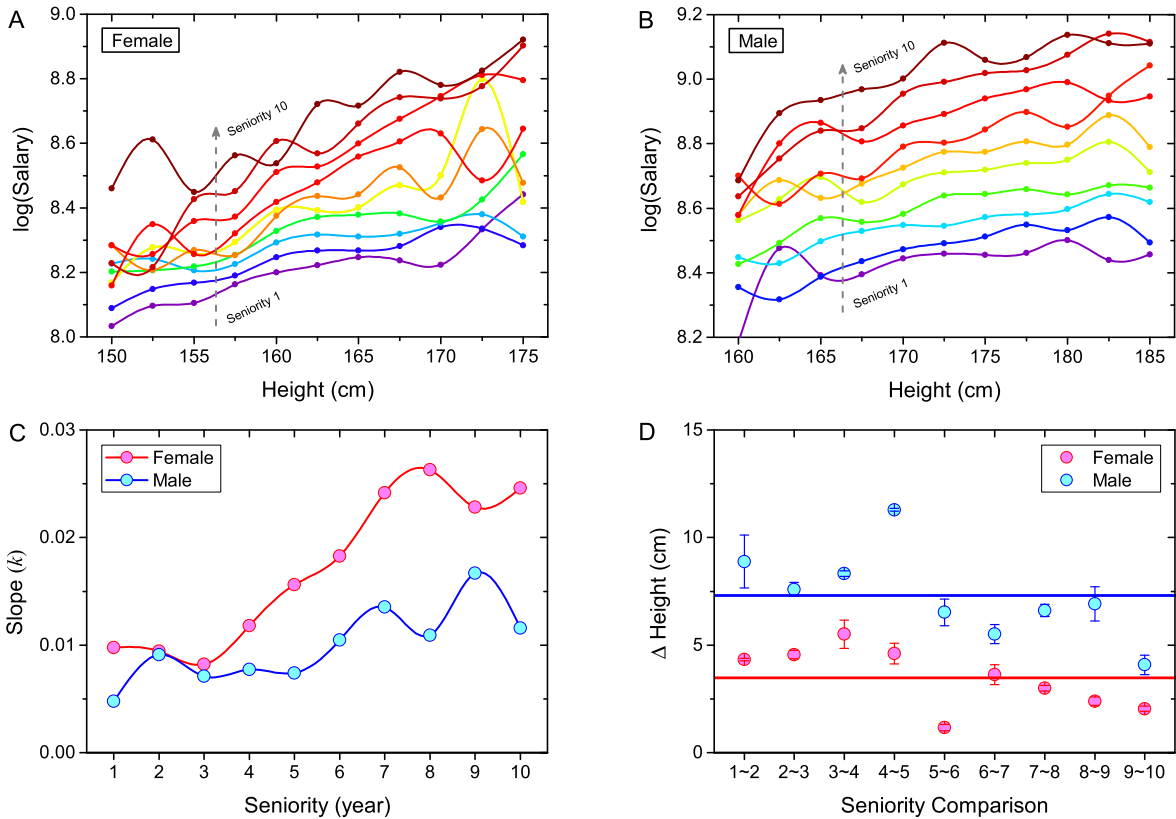 A
Female
9.0
8.8
8.6
8.4
8.2
8.0
log(Salary)
Seniority 10
Seniority 1
150
155
160
165
170
175
Height (cm)
B
Male
9.2
9.0
8.8
8.6
8.4
8.2
log(Salary)
Seniority 10
Seniority 1
160
165
170
175
180
185
Height (cm)
C
0.03
0.02
0.01
0.00
Slope (k)
Female
Male
1
2
3
4
5
6
7
8
9
10
Seniority (year)
D
15
10
5
0
Δ Height (cm)
Female
Male
1~2
2~3
3~4
4~5
5~6
6~7
7~8
8~9
9~10
Seniority Comparison